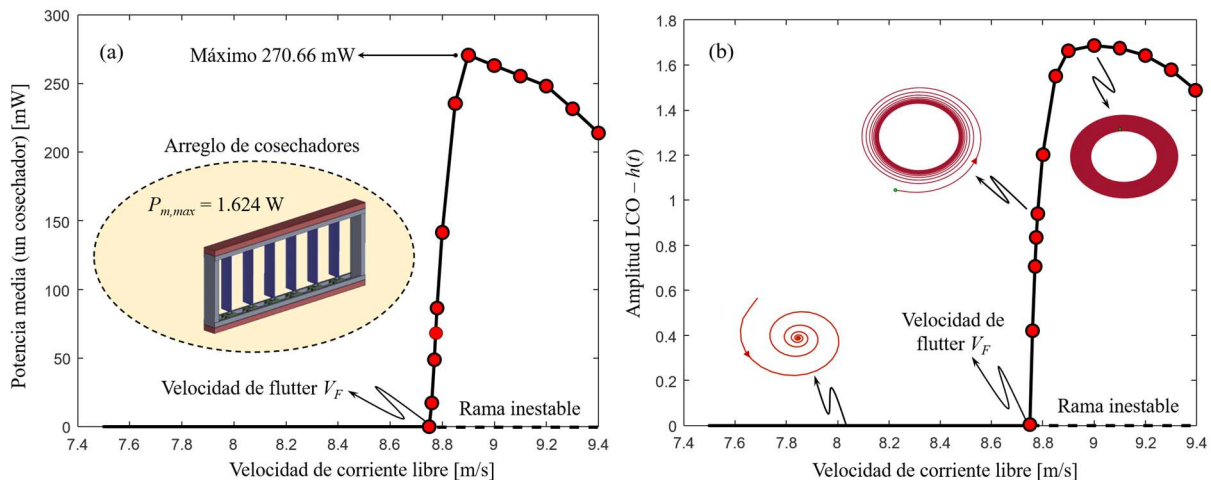 (a)
Máximo 270.66 mW
Arreglo de cosechadores
P_{m,max} = 1.624 W
Velocidad de flutter V_F
Rama inestable
Potencia media (un cosechador) [mW]
300
250
200
150
100
50
0
7.4 7.6 7.8 8 8.2 8.4 8.6 8.8 9 9.2 9.4
Velocidad de corriente libre [m/s]
(b)
Velocidad de
flutter V_F
Rama inestable
Amplitud LCO – h(t)
1.8
1.6
1.4
1.2
1
0.8
0.6
0.4
0.2
0
7.4 7.6 7.8 8 8.2 8.4 8.6 8.8 9 9.2 9.4
Velocidad de corriente libre [m/s]